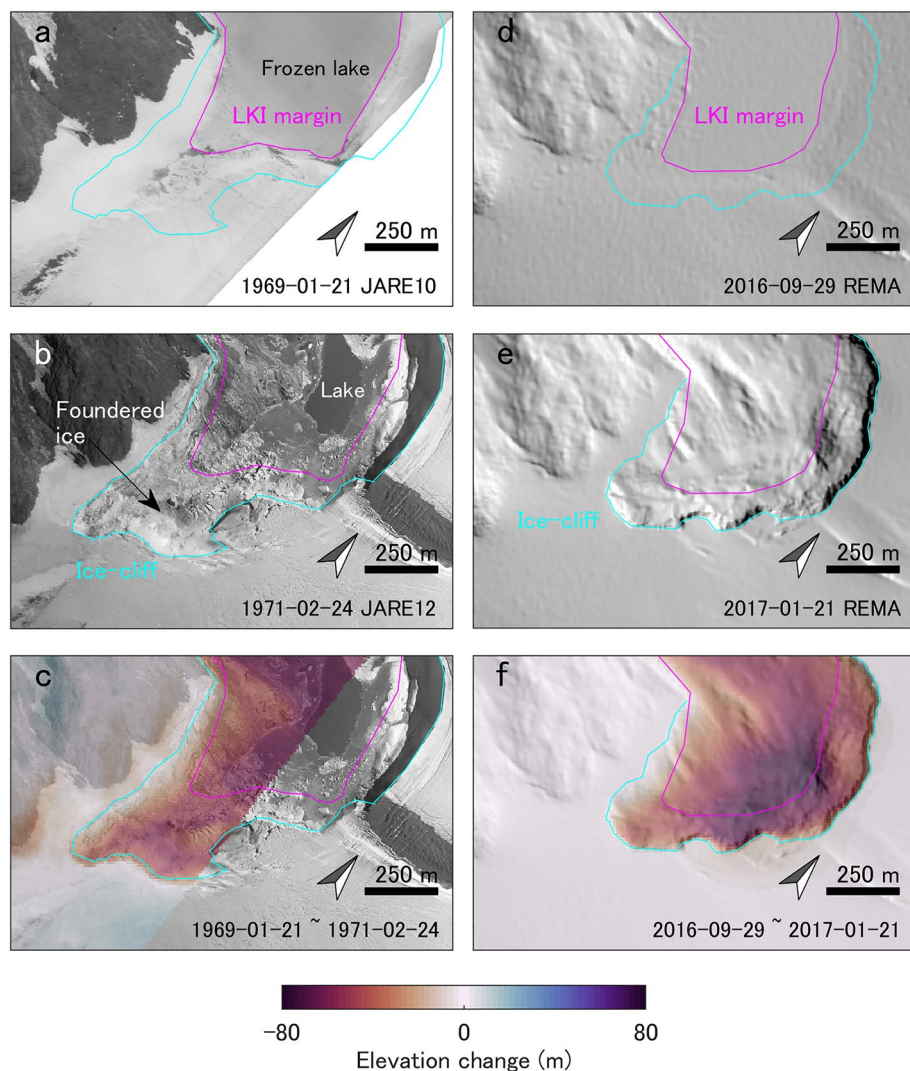 a
Frozen lake
LKI margin
250 m
1969-01-21 JARE10
d
LKI margin
250 m
2016-09-29 REMA
b
Lake
Foundered
ice
Ice-cliff
250 m
1971-02-24 JARE12
e
Ice-cliff
250 m
2017-01-21 REMA
c
250 m
1969-01-21 ~ 1971-02-24
f
250 m
2016-09-29 ~ 2017-01-21
-80 0 80
Elevation change (m)